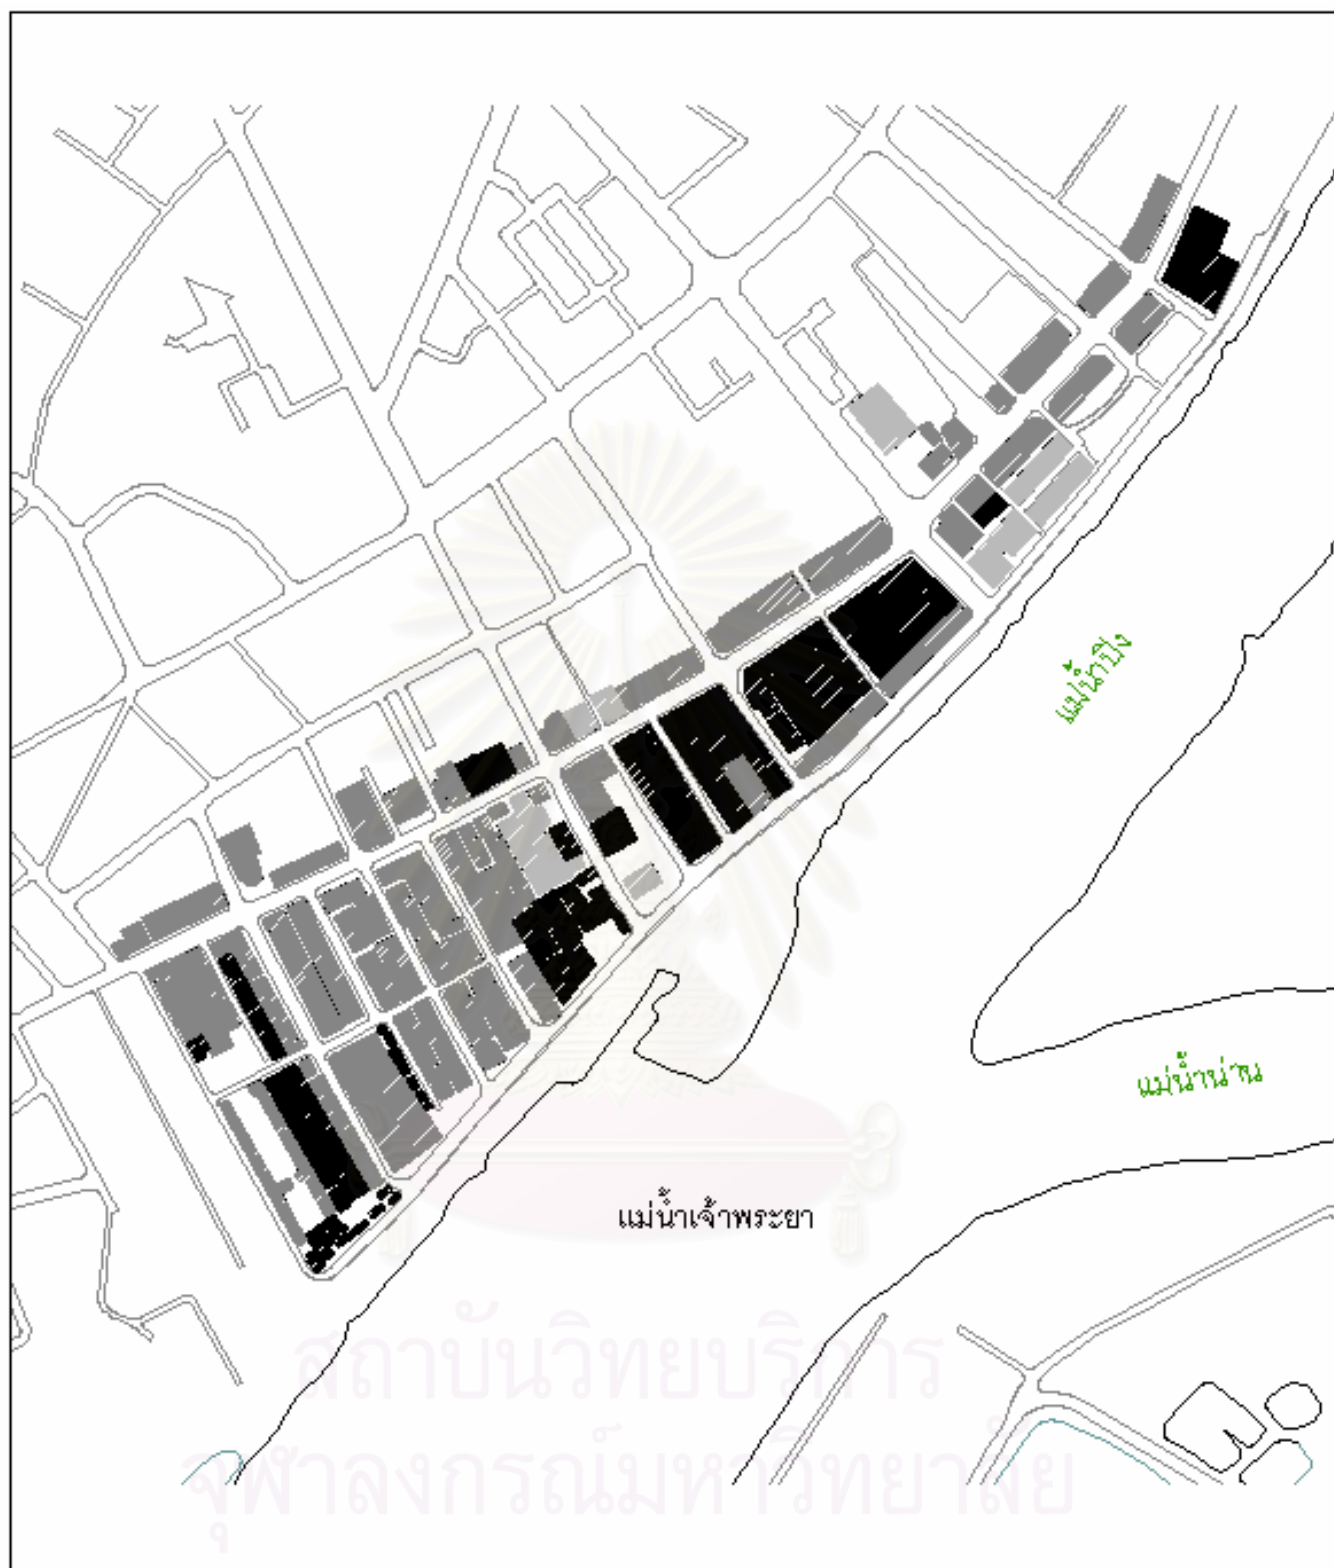 แม่น้ำปิง
แม่น้ำน่าน
แม่น้ำเจ้าพระยา
สถาบันวิทยบริการ
จุฬาลงกรณ์มหาวิทยาลัย